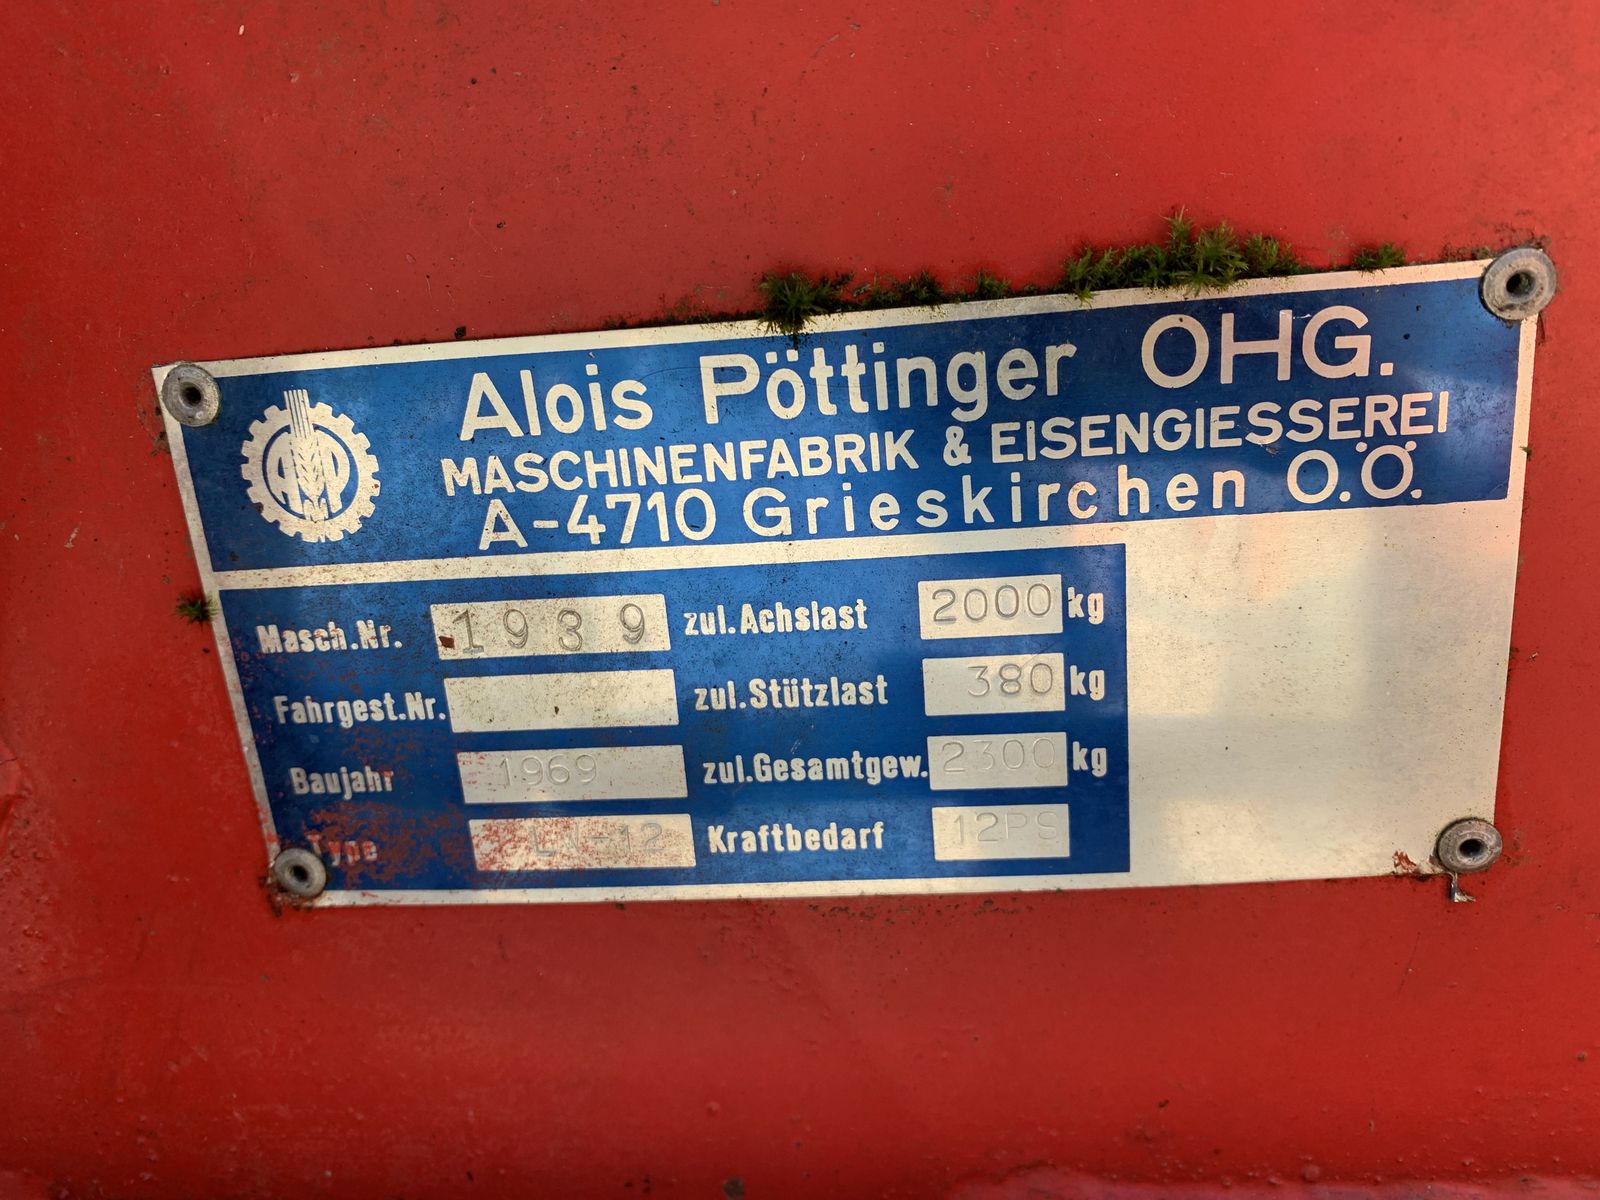 Alois Pöttinger OHG.
MASCHINENFABRIK & EISENGIESSEREI
A-4710 Grieskirchen O.Ö.
Masch.Nr. 1939 zul.Achslast 2000 kg
Fahrgest.Nr. zul.Stützlast 380 kg
Baujahr 1969 zul.Gesamtgew. 2300 kg
Type Kraftbedarf 12PS